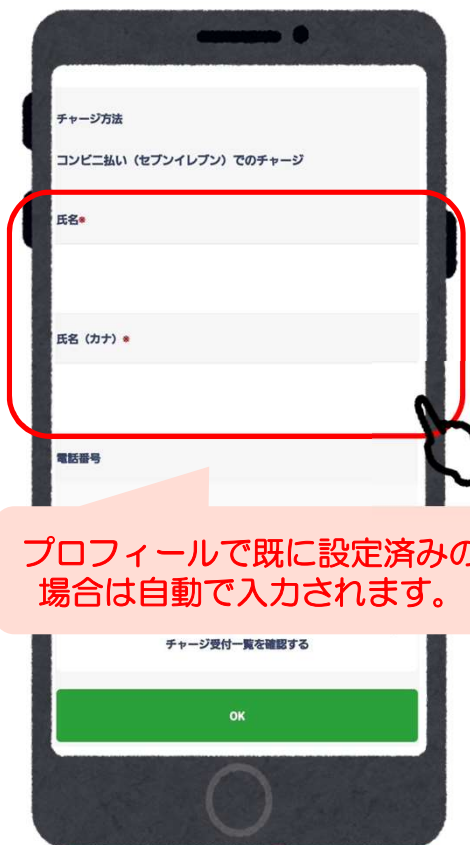 チャージ方法
コンビニ払い（セブンイレブン）でのチャージ
氏名*
氏名（カナ）*
電話番号
プロフィールで既に設定済みの
場合は自動で入力されます。
チャージ受付一覧を確認する
OK